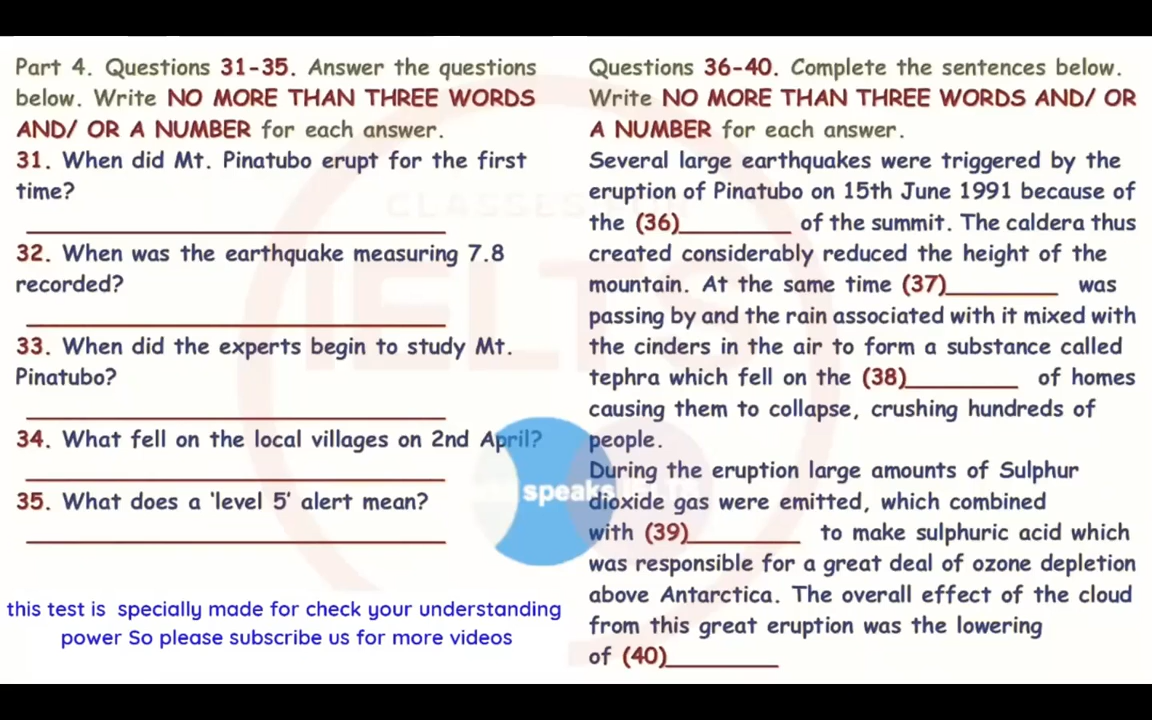 Part 4. Questions 31-35. Answer the questions
below. Write NO MORE THAN THREE WORDS
AND/ OR A NUMBER for each answer.
31. When did Mt. Pinatubo erupt for the first
time?
32. When was the earthquake measuring 7.8
recorded?
33. When did the experts begin to study Mt.
Pinatubo?
34. What fell on the local villages on 2nd April?
35. What does a 'level 5' alert mean?
this test is specially made for check your understanding
power So please subscribe us for more videos
Questions 36-40. Complete the sentences below.
Write NO MORE THAN THREE WORDS AND/ OR
A NUMBER for each answer.
Several large earthquakes were triggered by the
eruption of Pinatubo on 15th June 1991 because of
the (36)__________ of the summit. The caldera thus
created considerably reduced the height of the
mountain. At the same time (37)__________ was
passing by and the rain associated with it mixed with
the cinders in the air to form a substance called
tephra which fell on the (38)__________ of homes
causing them to collapse, crushing hundreds of
people.
During the eruption large amounts of Sulphur
dioxide gas were emitted, which combined
with (39)__________ to make sulphuric acid which
was responsible for a great deal of ozone depletion
above Antarctica. The overall effect of the cloud
from this great eruption was the lowering
of (40)__________
CLASSES
IELTS
speaks